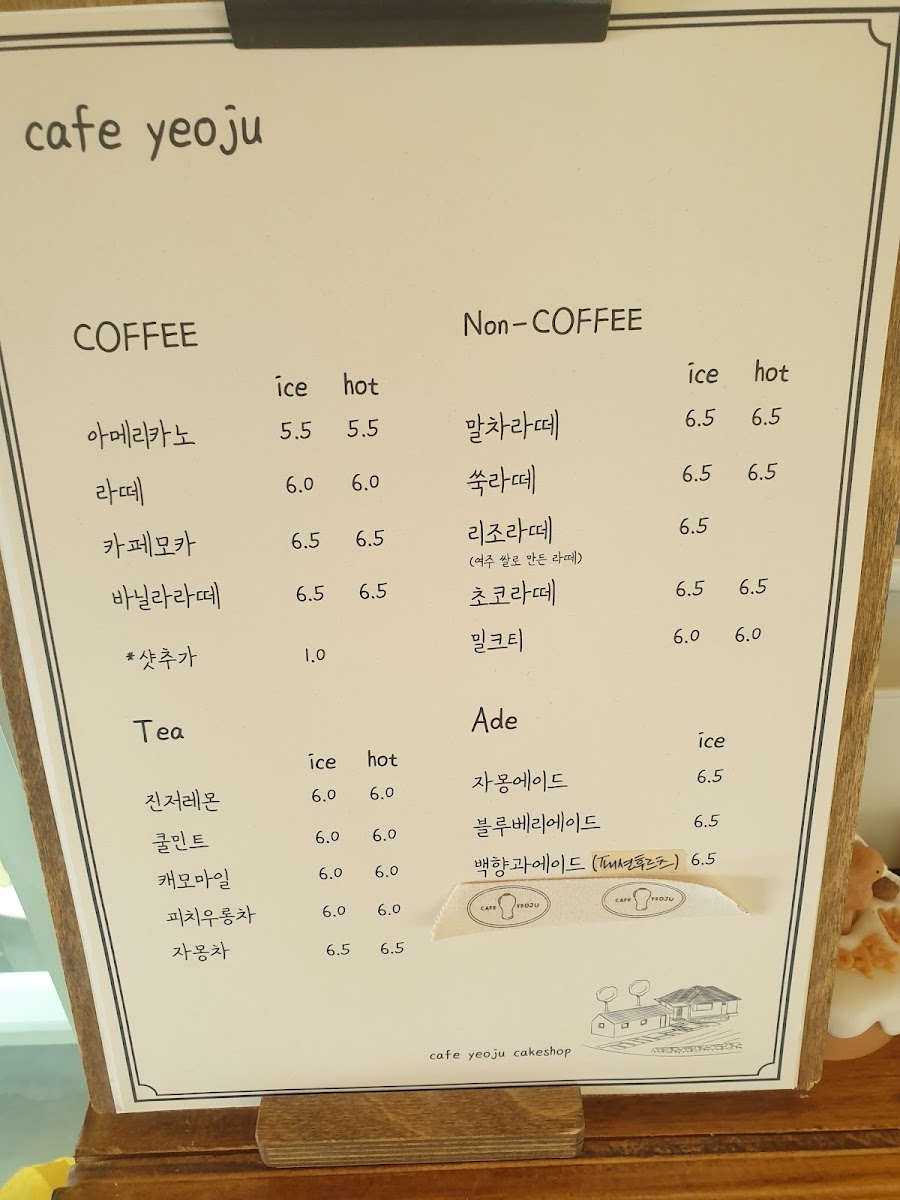 cafe yeoju
COFFEE
ice hot
아메리카노 5.5 5.5
라떼 6.0 6.0
카페모카 6.5 6.5
바닐라라떼 6.5 6.5
*샷추가 1.0
Non-COFFEE
ice hot
말차라떼 6.5 6.5
쑥라떼 6.5 6.5
리조라떼 6.5
(여주 쌀로 만든 라떼)
초코라떼 6.5 6.5
밀크티 6.0 6.0
Tea
ice hot
진저레몬 6.0 6.0
쿨민트 6.0 6.0
캐모마일 6.0 6.0
피치우롱차 6.0 6.0
자몽차 6.5 6.5
Ade
ice
자몽에이드 6.5
블루베리에이드 6.5
백향과에이드 (패션후르츠) 6.5
CAFE YEOJU CAFE YEOJU
cafe yeoju cakeshop